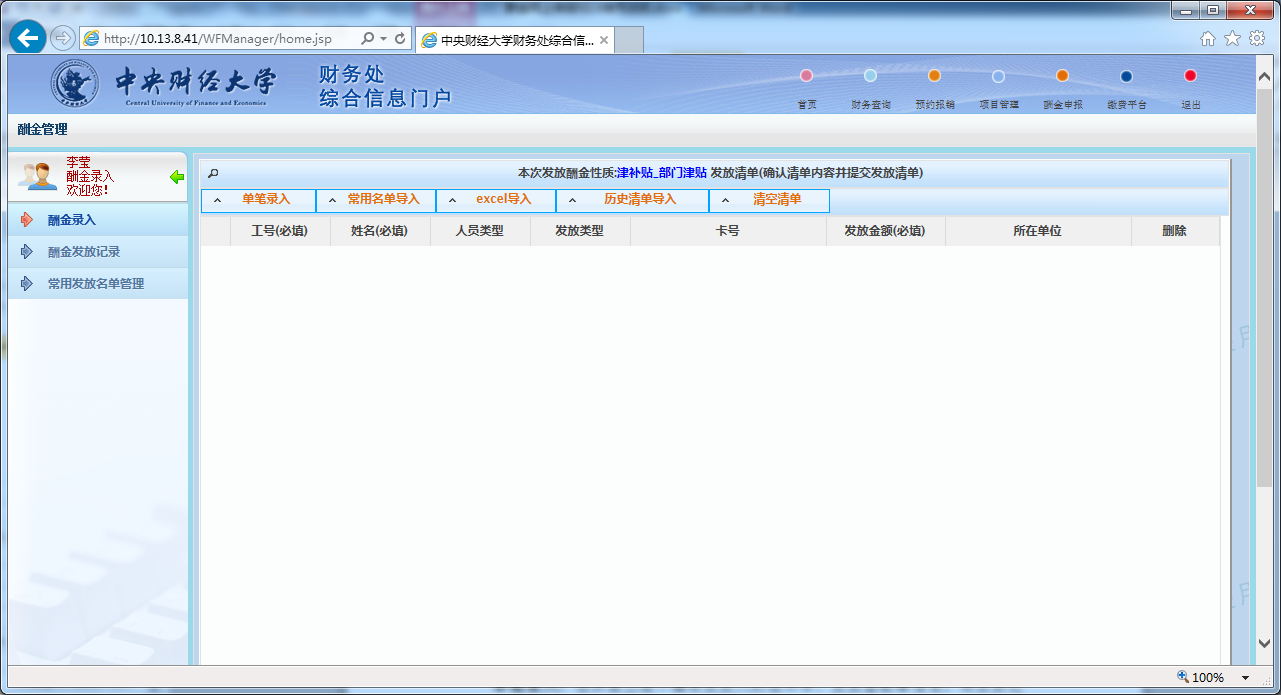 http://10.13.8.41/WFManager/home.jsp
中央财经大学财务处综合信...
中央财经大学
Central University of Finance and Economics
财务处
综合信息门户
首页 财务查询 预约报销 项目管理 酬金申报 缴费平台 退出
酬金管理
李莹
酬金录入
欢迎您!
酬金录入
酬金发放记录
常用发放名单管理
本次发放酬金性质:津补贴_部门津贴 发放清单(确认清单内容并提交发放清单)
单笔录入 常用名单导入 excel导入 历史清单导入 清空清单
工号(必填) 姓名(必填) 人员类型 发放类型 卡号 发放金额(必填) 所在单位 删除
100%